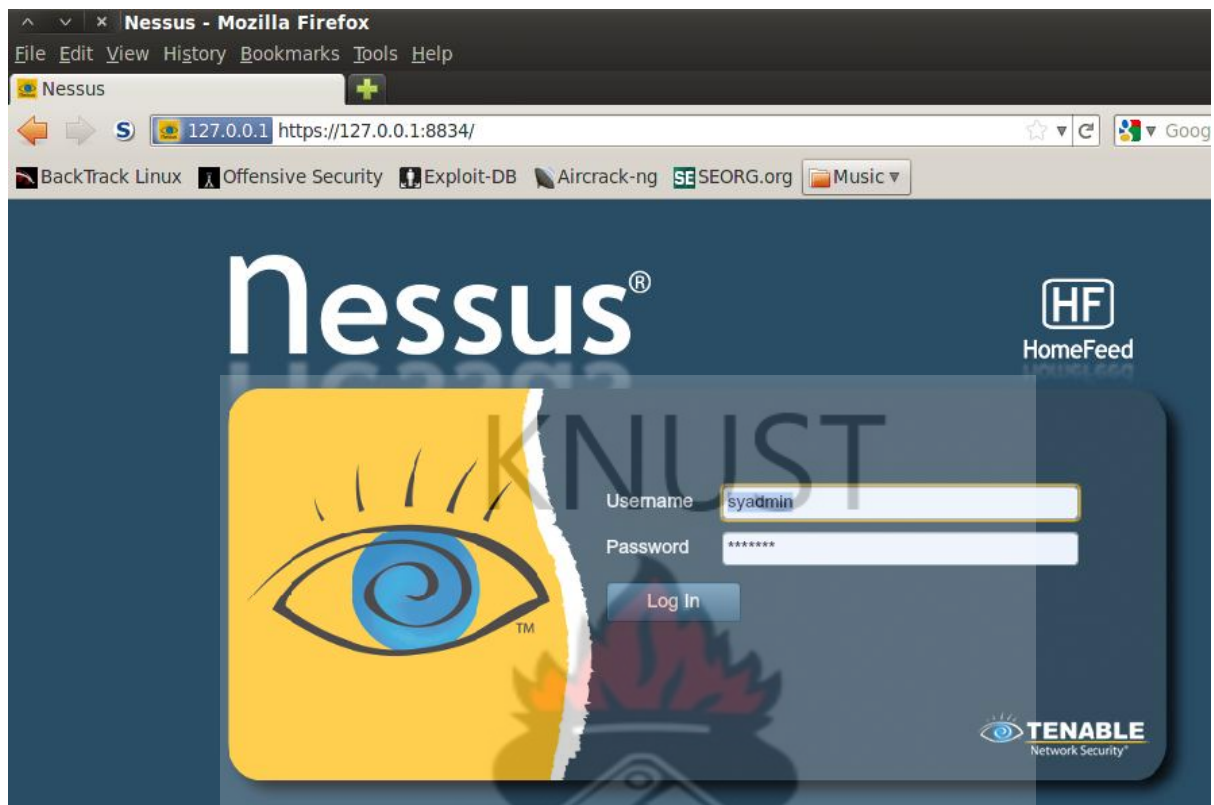 Nessus - Mozilla Firefox
File Edit View History Bookmarks Tools Help
Nessus
S 127.0.0.1 https://127.0.0.1:8834/ Goog
BackTrack Linux Offensive Security Exploit-DB Aircrack-ng SE SEORG.org Music
Nessus®
HF
HomeFeed
KNUST
Username syadmin
Password *******
Log In
TM
TENABLE
Network Security®